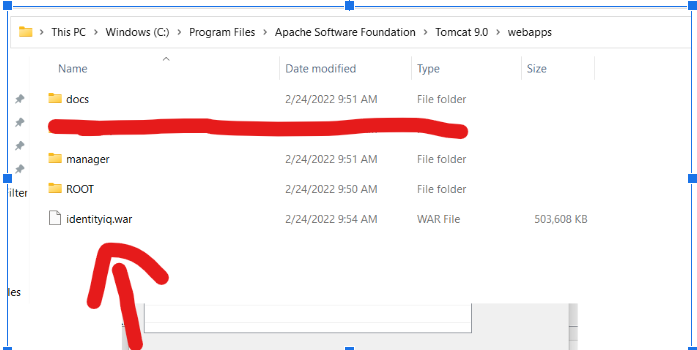 This PC > Windows (C:) > Program Files > Apache Software Foundation > Tomcat 9.0 > webapps
Name Date modified Type Size
docs 2/24/2022 9:51 AM File folder
manager 2/24/2022 9:51 AM File folder
ROOT 2/24/2022 9:50 AM File folder
identityiq.war 2/24/2022 9:54 AM WAR File 503,608 KB